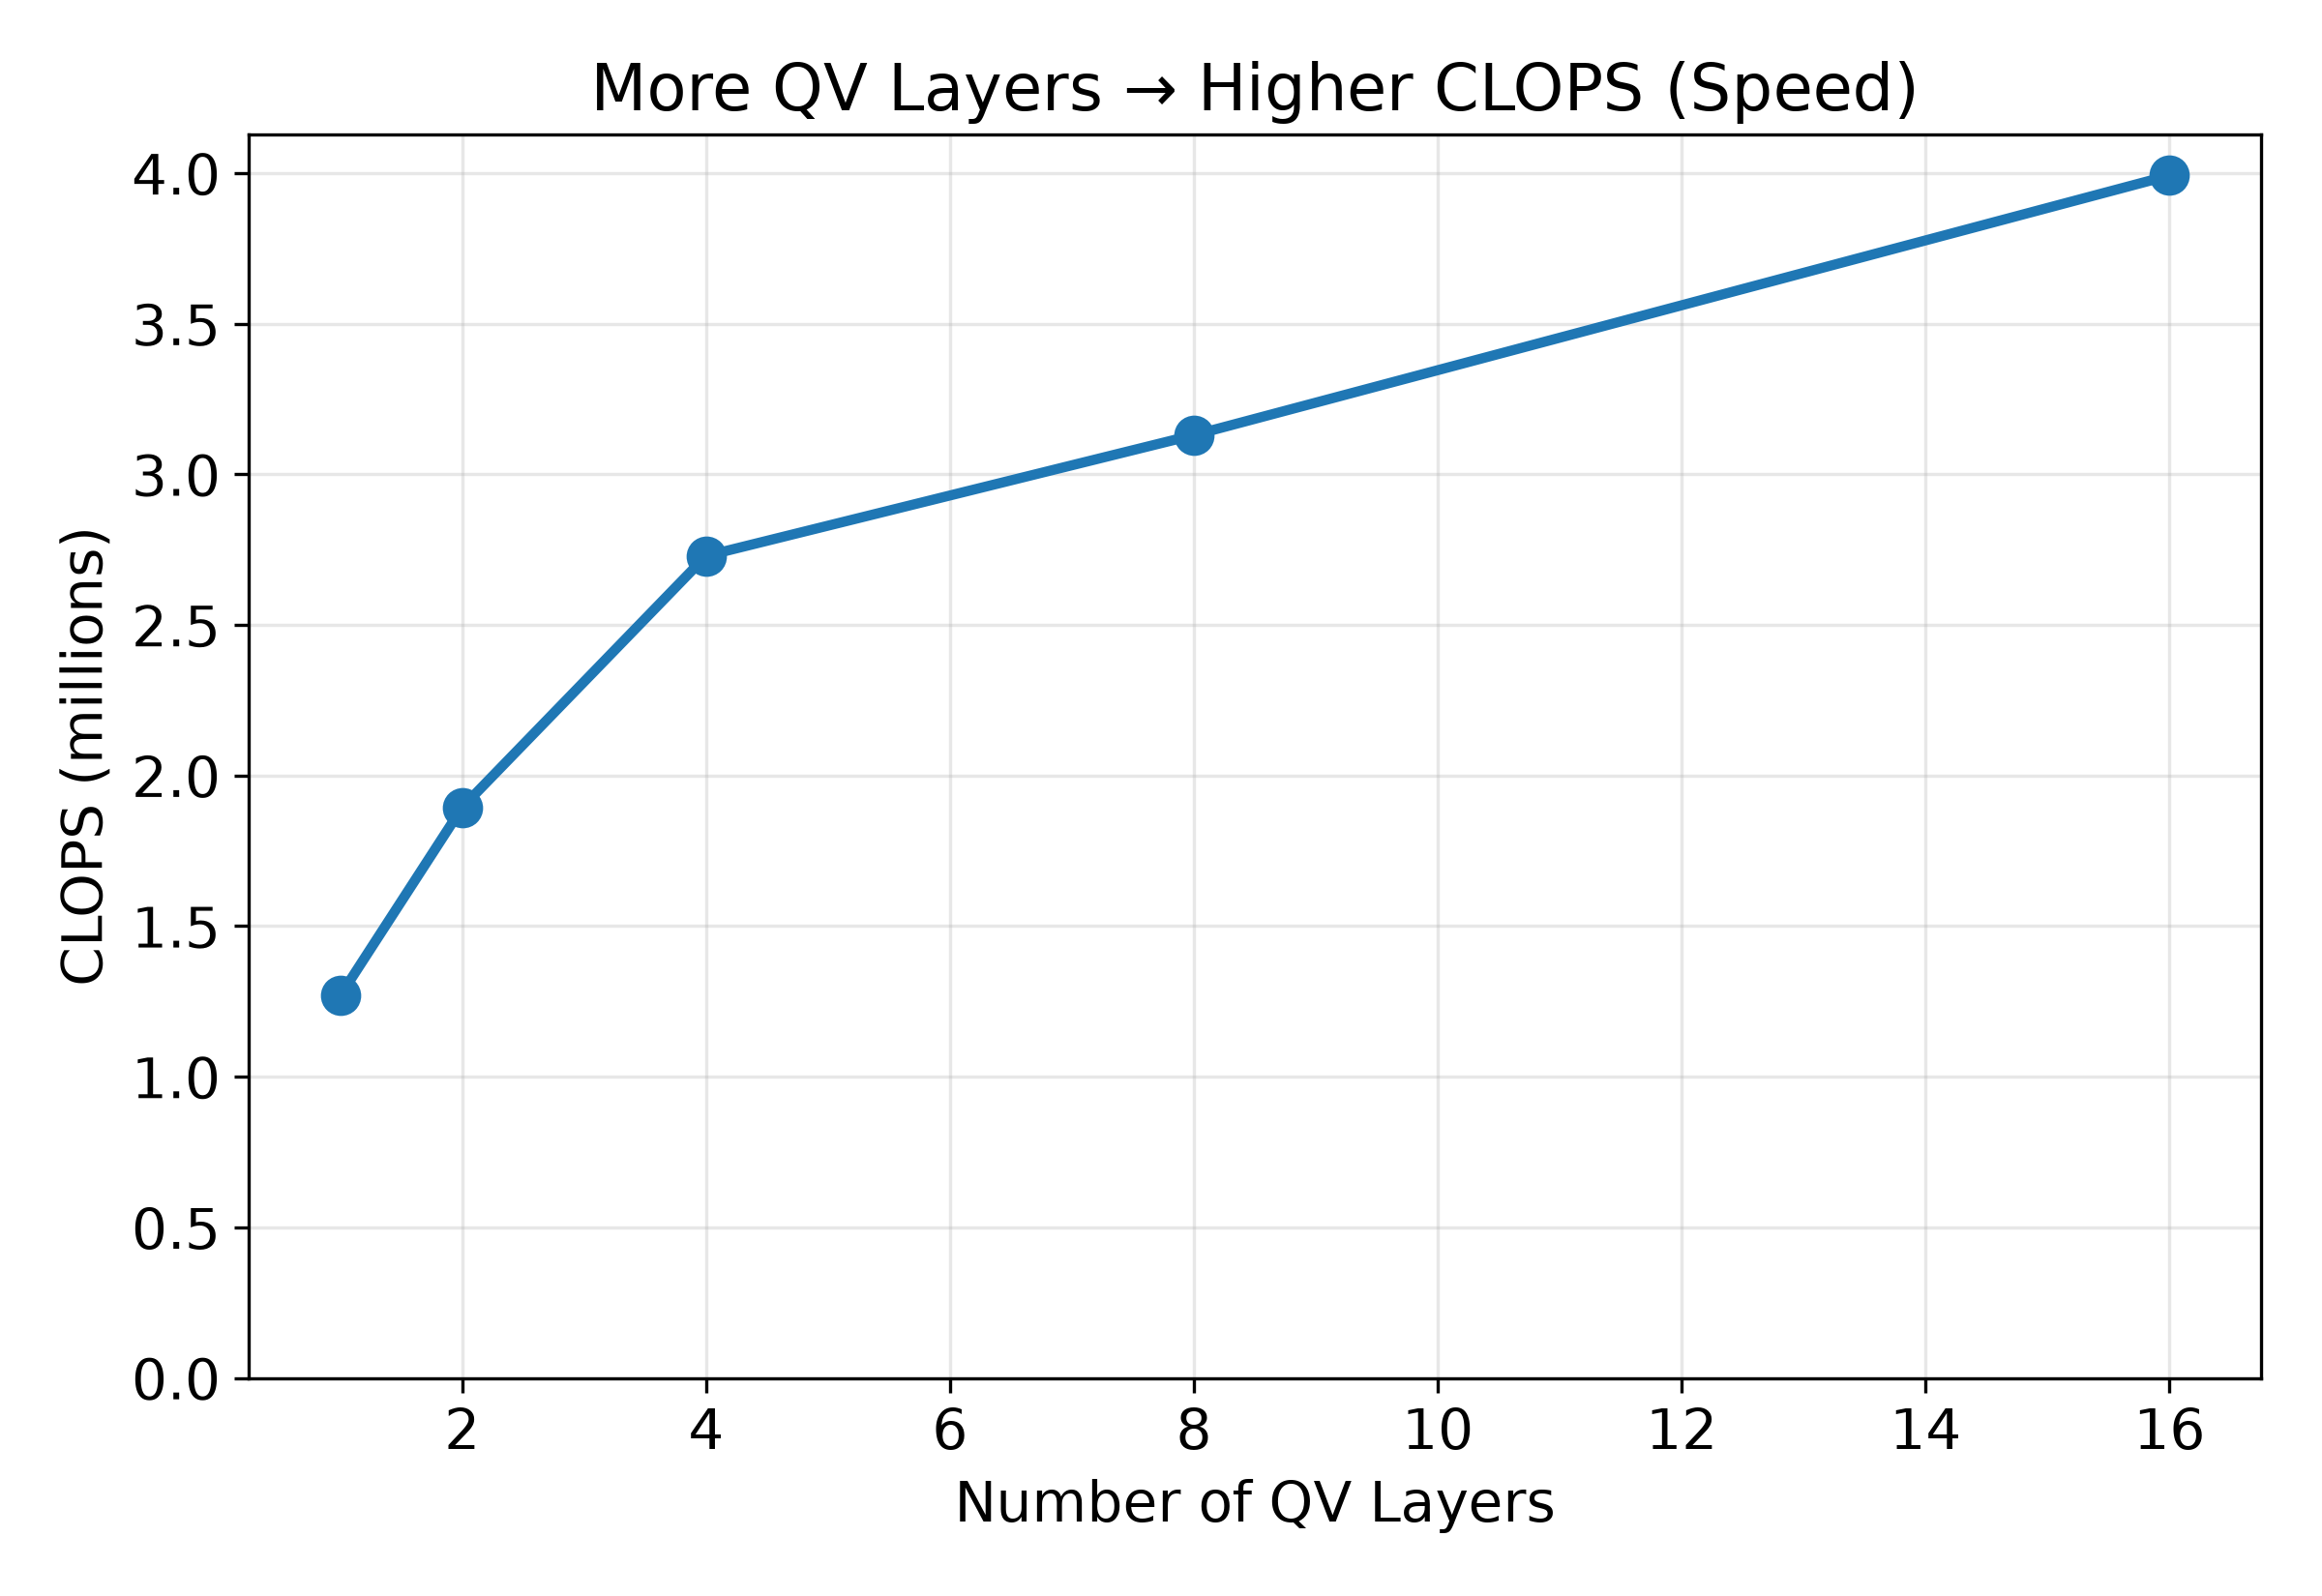 More QV Layers → Higher CLOPS (Speed)
CLOPS (millions)
4.0
3.5
3.0
2.5
2.0
1.5
1.0
0.5
0.0
2 4 6 8 10 12 14 16
Number of QV Layers